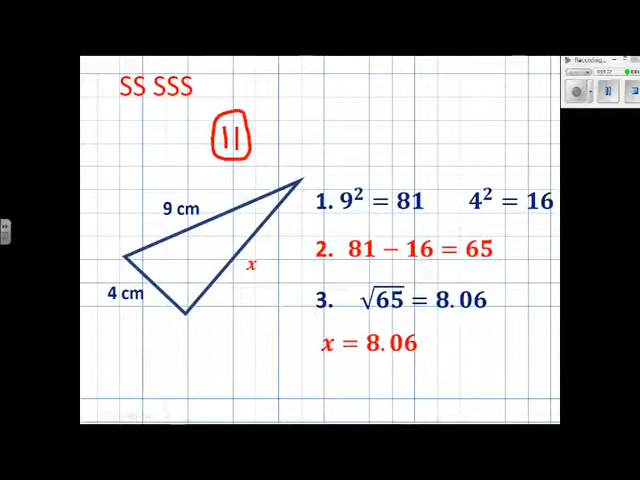 SS SSS
11
9 cm
4 cm
x
1. 9² = 81 4² = 16
2. 81 − 16 = 65
3. √65 = 8.06
x = 8.06
Recording...